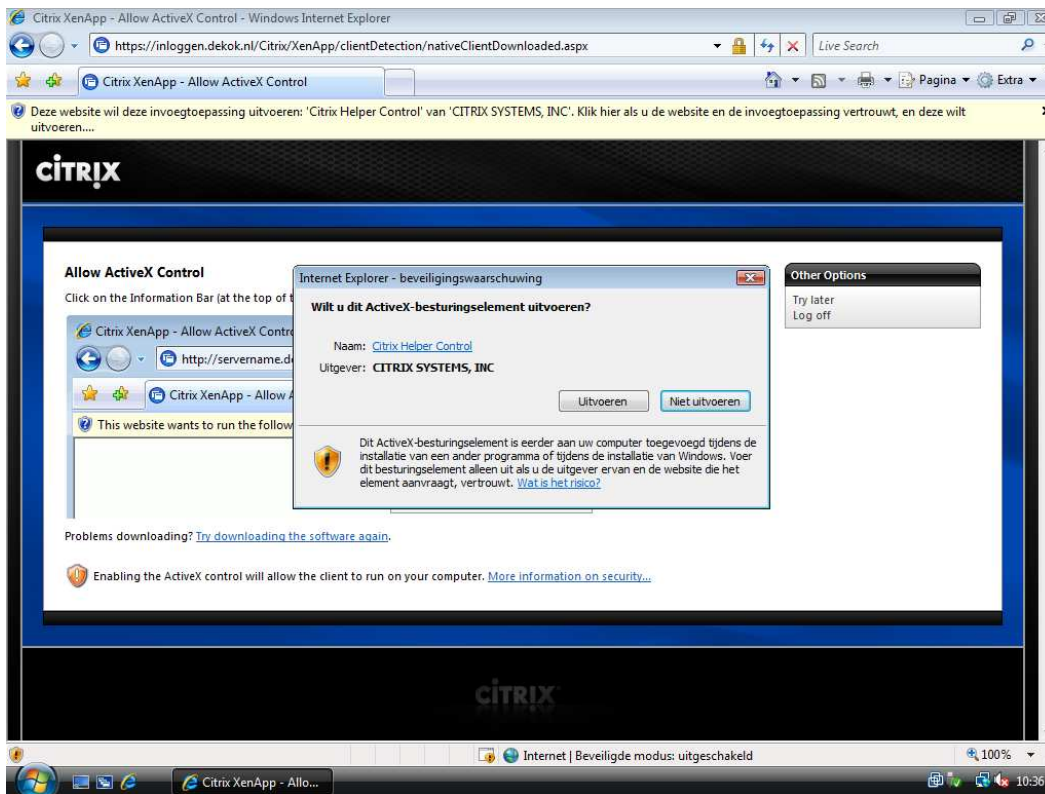 Citrix XenApp - Allow ActiveX Control - Windows Internet Explorer
https://inloggen.dekok.nl/Citrix/XenApp/clientDetection/nativeClientDownloaded.aspx
Live Search
Citrix XenApp - Allow ActiveX Control
Pagina
Extra
Deze website wil deze invoegtoepassing uitvoeren: 'Citrix Helper Control' van 'CITRIX SYSTEMS, INC'. Klik hier als u de website en de invoegtoepassing vertrouwt, en deze wilt
uitvoeren....
CİTRIX
Allow ActiveX Control
Click on the Information Bar (at the top of t
Citrix XenApp - Allow ActiveX Contro
http://servername.d
Citrix XenApp - Allow A
This website wants to run the follow
Internet Explorer - beveiligingswaarschuwing
Wilt u dit ActiveX-besturingselement uitvoeren?
Naam: Citrix Helper Control
Uitgever: CITRIX SYSTEMS, INC
Uitvoeren
Niet uitvoeren
Dit ActiveX-besturingselement is eerder aan uw computer toegevoegd tijdens de
installatie van een ander programma of tijdens de installatie van Windows. Voer
dit besturingselement alleen uit als u de uitgever ervan en de website die het
element aanvraagt, vertrouwt. Wat is het risico?
Other Options
Try later
Log off
Problems downloading? Try downloading the software again.
Enabling the ActiveX control will allow the client to run on your computer. More information on security...
CİTRIX
Internet | Beveiligde modus: uitgeschakeld
100%
Citrix XenApp - Allo...
10:36